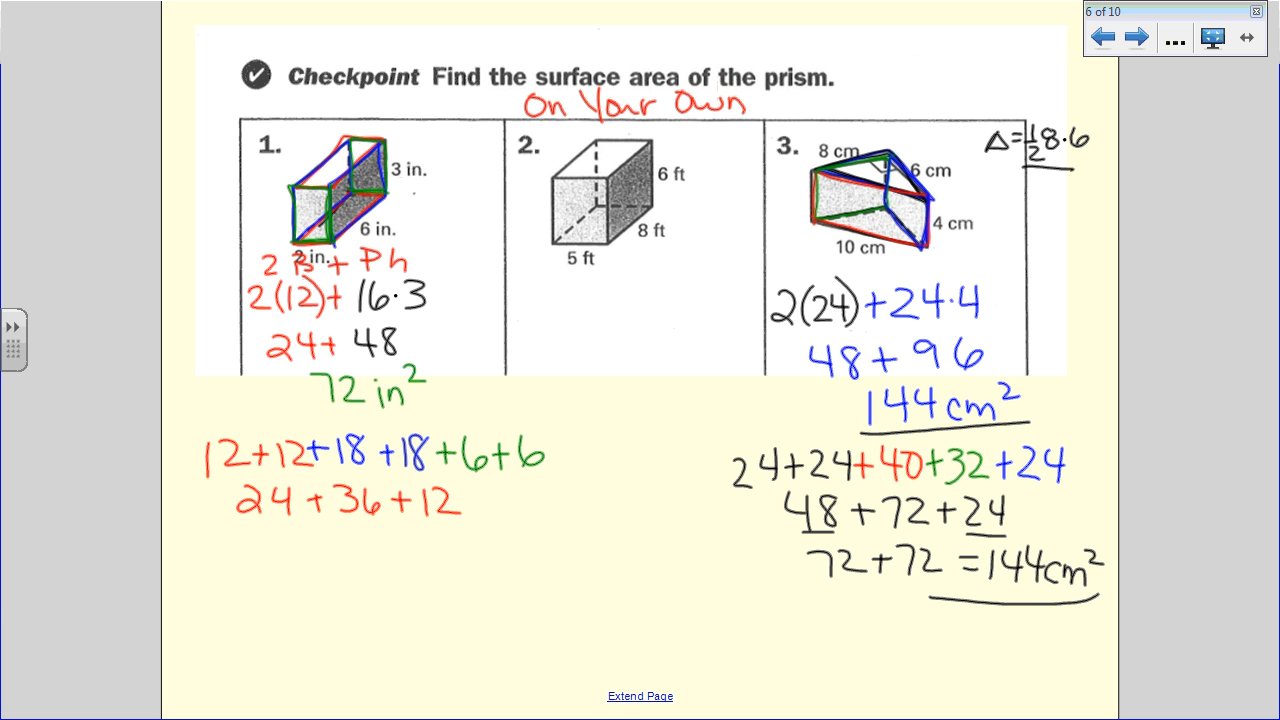 6 of 10
Checkpoint Find the surface area of the prism.
On Your Own
1.
3 in.
6 in.
2 in.
2 B + Ph
2(12)+ 16·3
24+ 48
72 in²
12+12+18+18+6+6
24+36+12
2.
6 ft
8 ft
5 ft
3.
8 cm
6 cm
4 cm
10 cm
△=½8·6
2(24)+24·4
48+96
144cm²
24+24+40+32+24
48+72+24
72+72=144cm²
Extend Page